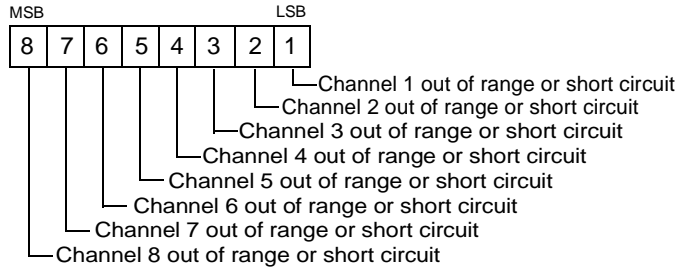 MSB LSB
8 7 6 5 4 3 2 1
Channel 1 out of range or short circuit
Channel 2 out of range or short circuit
Channel 3 out of range or short circuit
Channel 4 out of range or short circuit
Channel 5 out of range or short circuit
Channel 6 out of range or short circuit
Channel 7 out of range or short circuit
Channel 8 out of range or short circuit